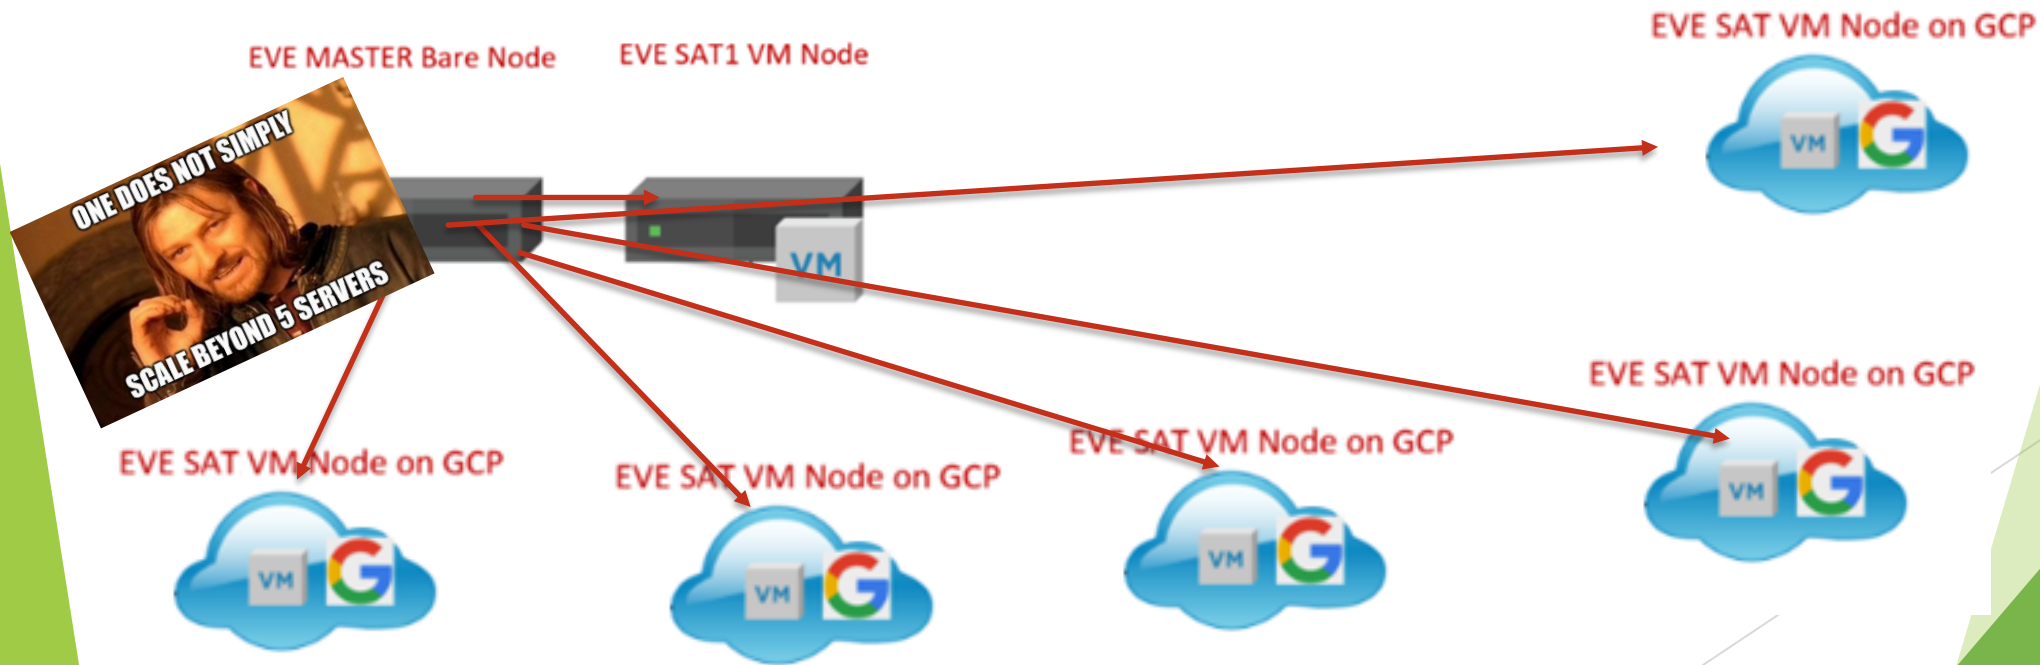 EVE MASTER Bare Node
EVE SAT1 VM Node
EVE SAT VM Node on GCP
VM
G
ONE DOES NOT SIMPLY
SCALE BEYOND 5 SERVERS
VM
EVE SAT VM Node on GCP
VM
G
EVE SAT VM Node on GCP
VM
G
EVE SAT VM Node on GCP
VM
G
EVE SAT VM Node on GCP
VM
G